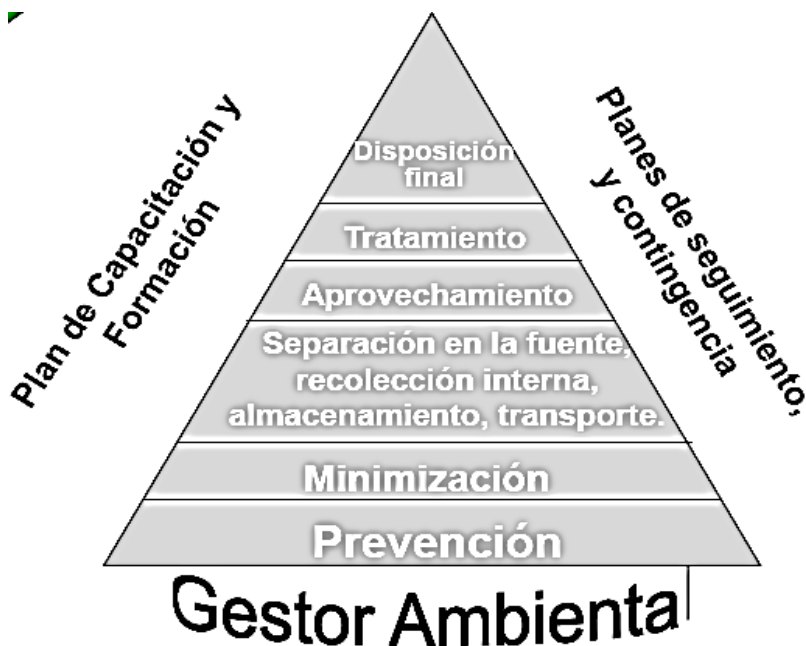 Plan de Capacitación y
Formación
Planes de seguimiento,
y contingencia
Disposición
final
Tratamiento
Aprovechamiento
Separación en la fuente,
recolección interna,
almacenamiento, transporte.
Minimización
Prevención
Gestor Ambiental